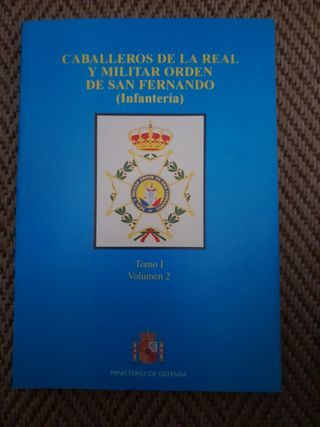 CABALLEROS DE LA REAL
Y MILITAR ORDEN
DE SAN FERNANDO
(Infantería)
Tomo I
Volumen 2
MINISTERIO DE DEFENSA